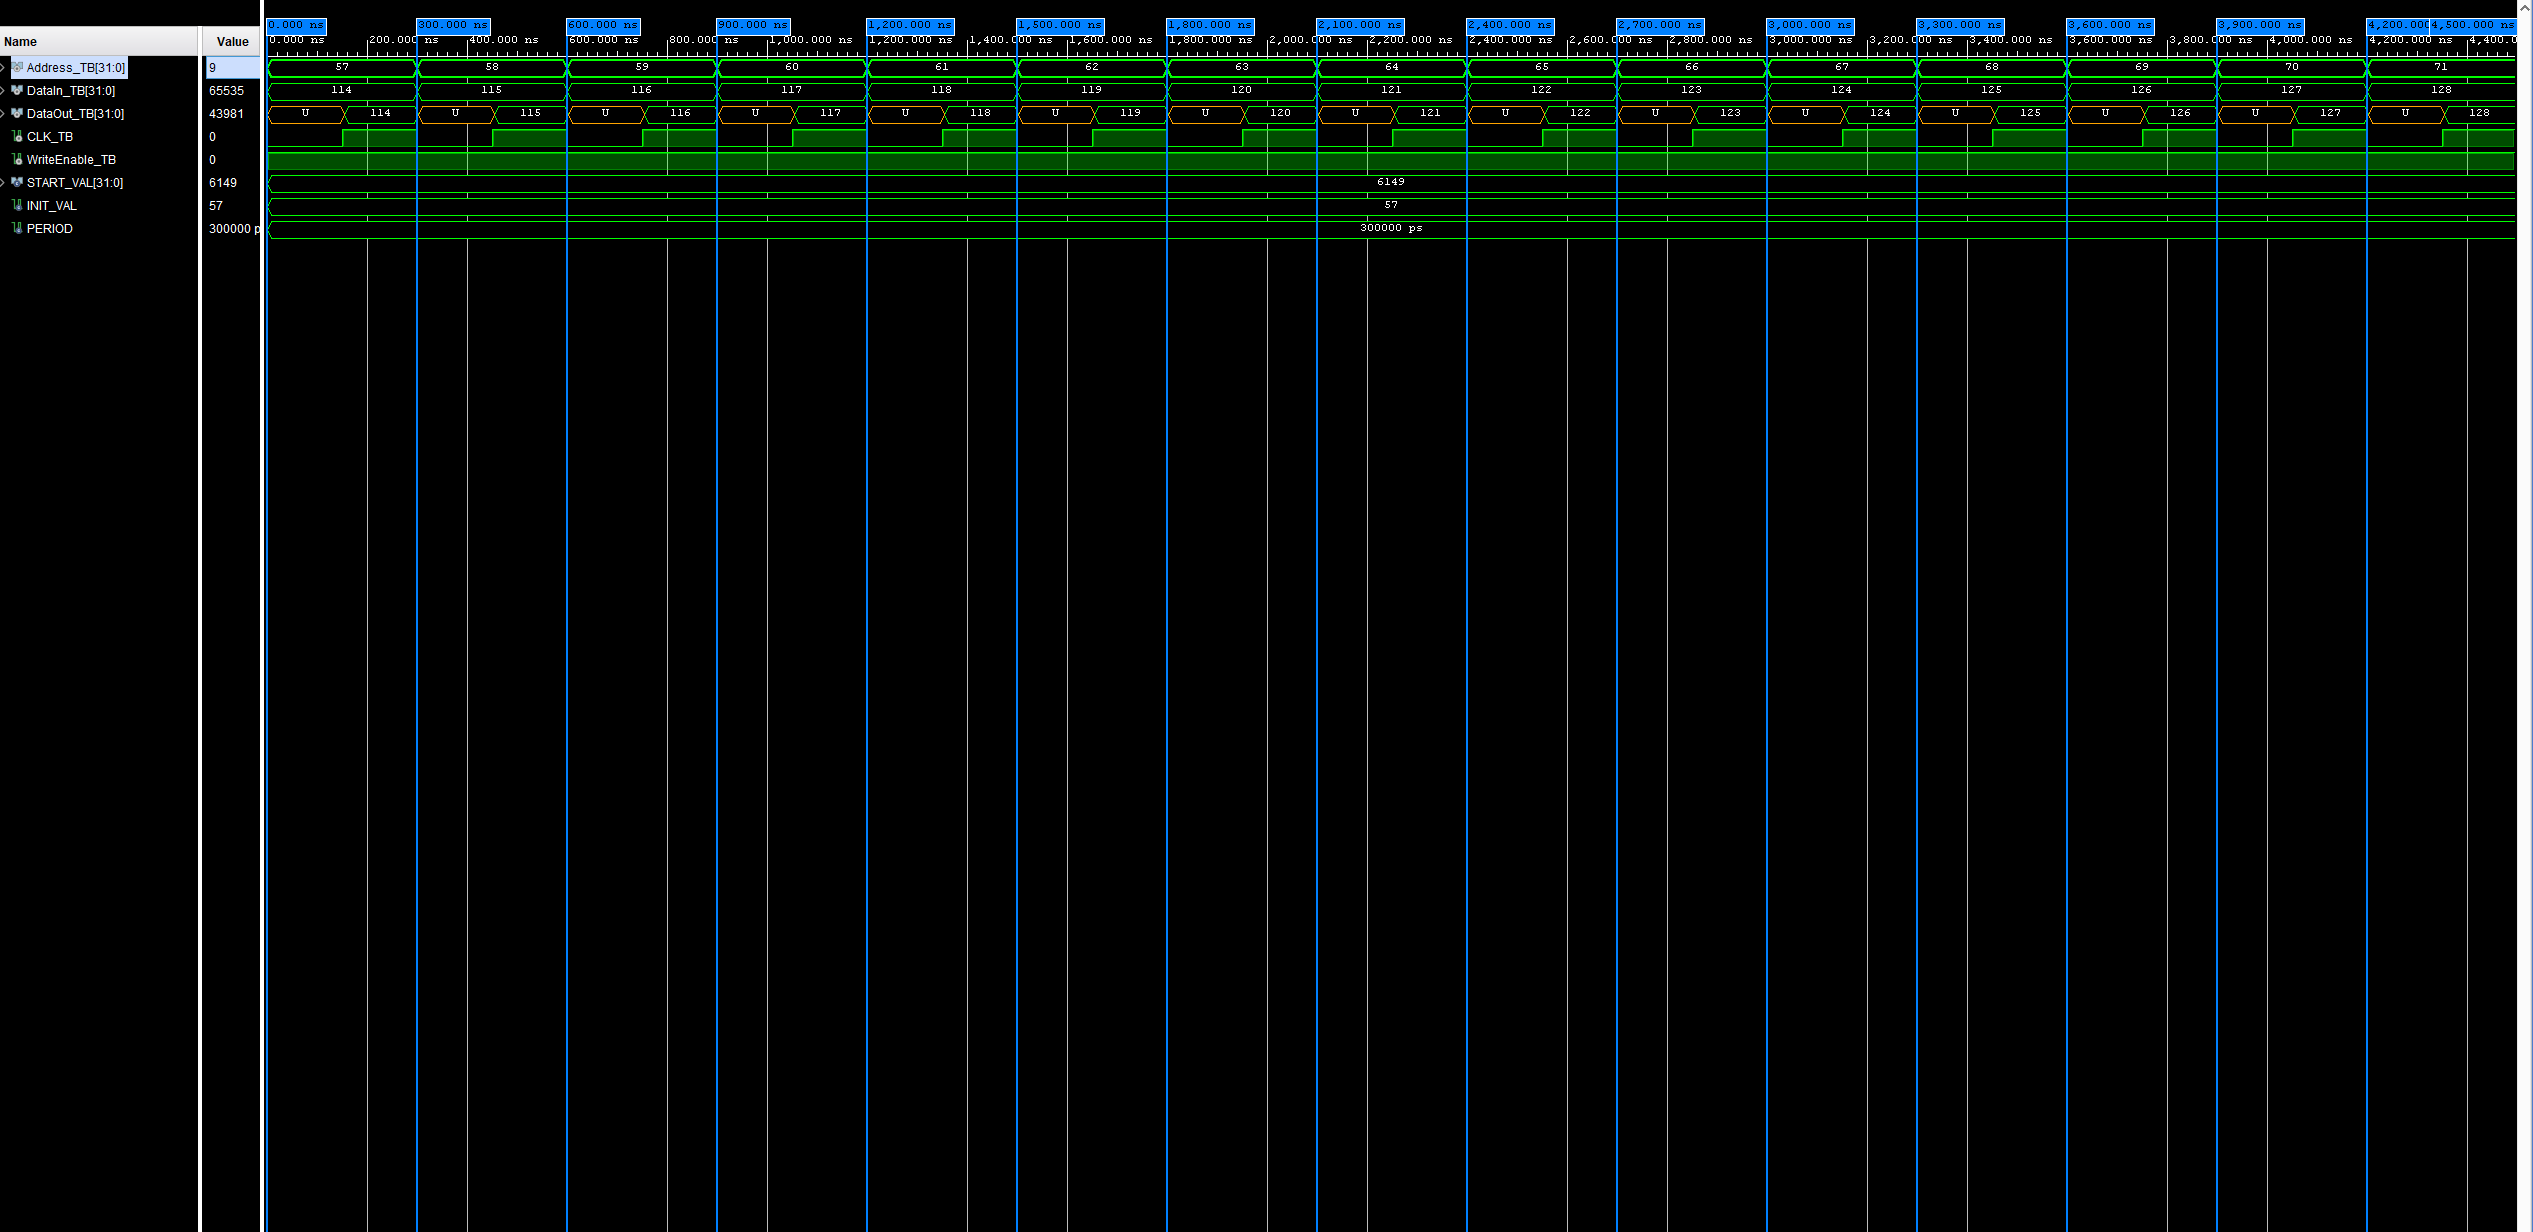 0.000 ns 300.000 ns 600.000 ns 900.000 ns 1,200.000 ns 1,500.000 ns 1,800.000 ns 2,100.000 ns 2,400.000 ns 2,700.000 ns 3,000.000 ns 3,300.000 ns 3,600.000 ns 3,900.000 ns 4,200.000 4,500.000 ns
Name Value 0.000 ns 200.000 ns 400.000 ns 600.000 ns 800.000 ns 1,000.000 ns 1,200.000 ns 1,400.000 ns 1,600.000 ns 1,800.000 ns 2,000.000 ns 2,200.000 ns 2,400.000 ns 2,600.000 ns 2,800.000 ns 3,000.000 ns 3,200.000 ns 3,400.000 ns 3,600.000 ns 3,800.000 ns 4,000.000 ns 4,200.000 ns 4,400.0
Address_TB[31:0] 9 57 58 59 60 61 62 63 64 65 66 67 68 69 70 71
DataIn_TB[31:0] 65535 114 115 116 117 118 119 120 121 122 123 124 125 126 127 128
DataOut_TB[31:0] 43981 U 114 U 115 U 116 U 117 U 118 U 119 U 120 U 121 U 122 U 123 U 124 U 125 U 126 U 127 U 128
CLK_TB 0
WriteEnable_TB 0
START_VAL[31:0] 6149 6149
INIT_VAL 57 57
PERIOD 300000 p 300000 ps